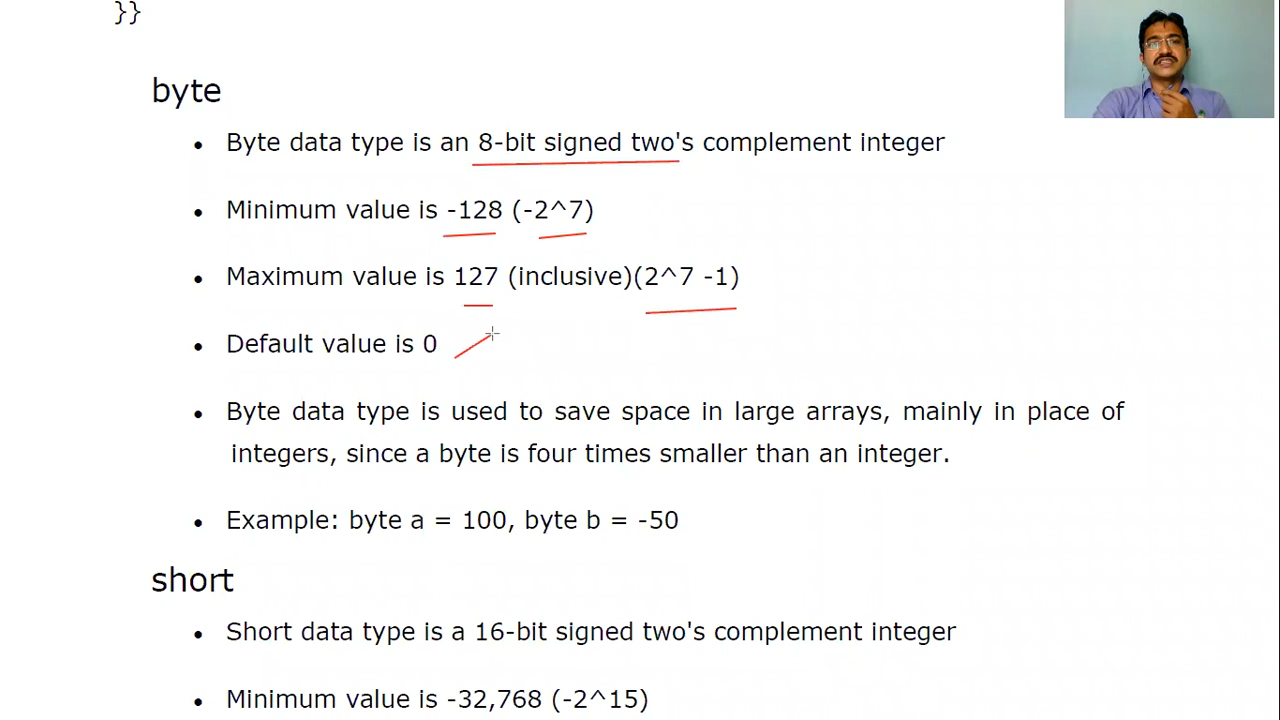 }}
byte
• Byte data type is an 8-bit signed two's complement integer
• Minimum value is -128 (-2^7)
• Maximum value is 127 (inclusive)(2^7 -1)
• Default value is 0
• Byte data type is used to save space in large arrays, mainly in place of
integers, since a byte is four times smaller than an integer.
• Example: byte a = 100, byte b = -50
short
• Short data type is a 16-bit signed two's complement integer
• Minimum value is -32,768 (-2^15)